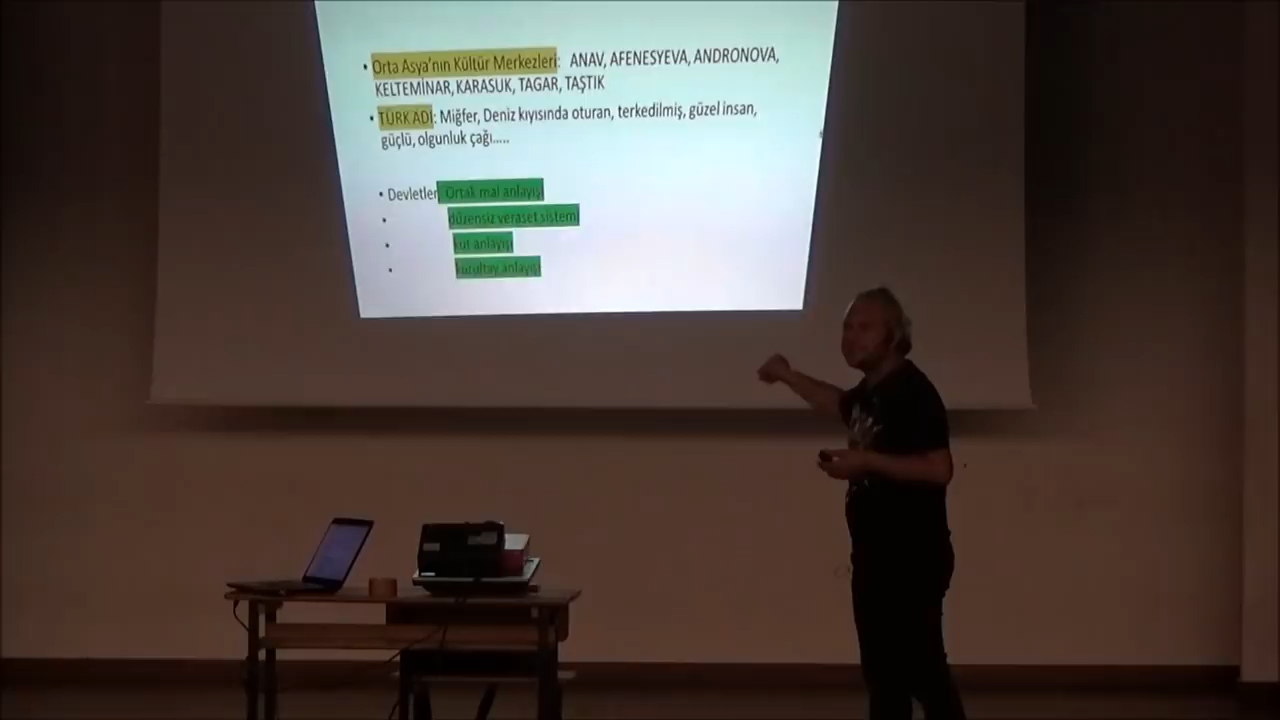 • Orta Asya'nın Kültür Merkezleri: ANAV, AFENESYEVA, ANDRONOVA,
KELTEMİNAR, KARASUK, TAGAR, TAŞTIK
• TÜRK ADI: Miğfer, Deniz kıyısında oturan, terkedilmiş, güzel insan,
güçlü, olgunluk çağı.....
• Devletler Ortak mal anlayışı
• düzensiz veraset sistemi
• kut anlayışı
• kurultay anlayışı